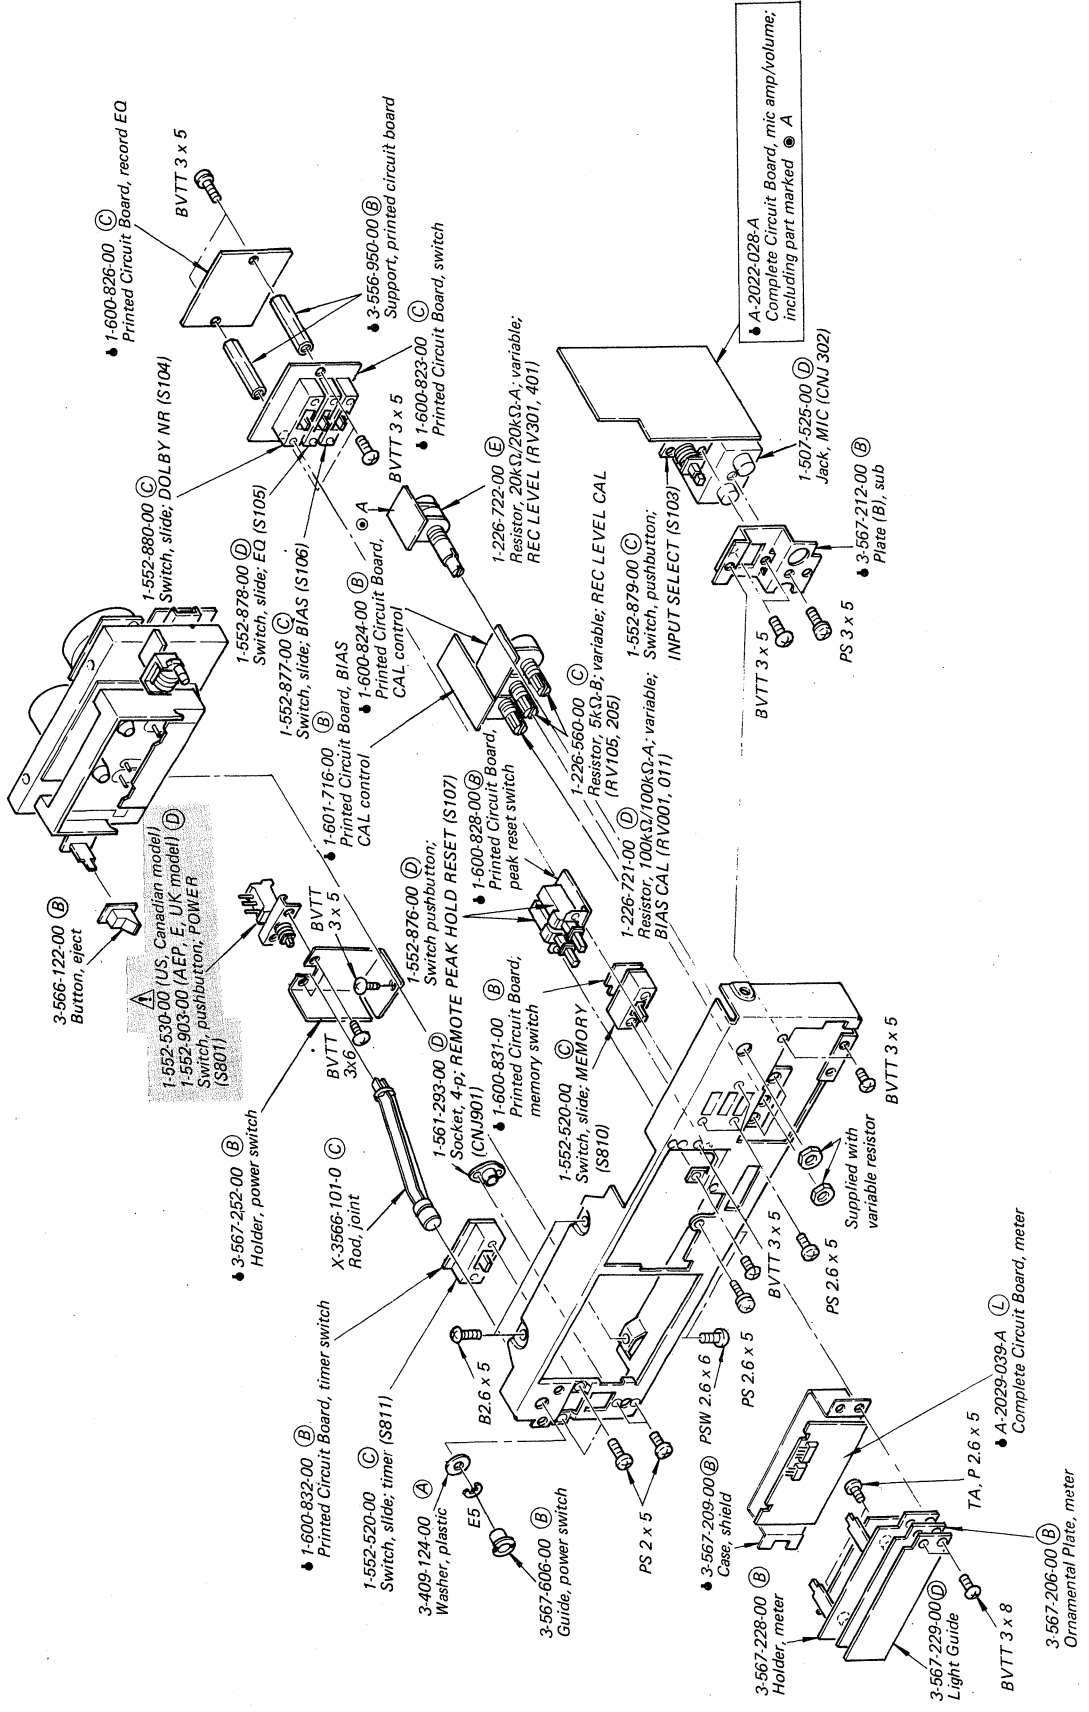 1-600-826-00 Ⓒ
Printed Circuit Board, record EQ
BVTT 3 x 5
3-556-950-00 Ⓑ
Support, printed circuit board
1-600-823-00 Ⓒ
Printed Circuit Board, switch
1-552-880-00 Ⓒ
Switch, slide; DOLBY NR (S104)
1-552-878-00 Ⓓ
Switch, slide; EQ (S105)
1-552-877-00 Ⓒ
Switch, slide; BIAS (S106)
BVTT 3 x 5
◉ A
1-226-722-00 Ⓔ
Resistor, 20kΩ/20kΩ-A; variable;
REC LEVEL (RV301, 401)
1-601-716-00 Ⓑ
Printed Circuit Board, BIAS
CAL control
1-600-824-00 Ⓑ
Printed Circuit Board,
CAL control
A-2022-028-A
Complete Circuit Board, mic amp/volume;
including part marked ◉ A
1-507-525-00 Ⓓ
Jack, MIC (CNJ 302)
3-567-212-00 Ⓑ
Plate (B), sub
1-552-879-00 Ⓒ
Switch, pushbutton;
INPUT SELECT (S103)
BVTT 3 x 5
PS 3 x 5
1-226-560-00 Ⓒ
Resistor, 5kΩ-B; variable; REC LEVEL CAL
(RV105, 205)
1-226-721-00 Ⓓ
Resistor, 100kΩ/100kΩ-A; variable;
BIAS CAL (RV001, 011)
3-566-122-00 Ⓑ
Button, eject
1-552-530-00 (US, Canadian model)
1-552-903-00 (AEP, E, UK model) Ⓓ
Switch, pushbutton; POWER
(S801)
BVTT
3 x 5
BVTT
3x6
1-552-876-00 Ⓓ
Switch pushbutton;
PEAK HOLD RESET (S107)
1-600-828-00 Ⓑ
Printed Circuit Board,
peak reset switch
1-561-293-00 Ⓓ
Socket, 4-p; REMOTE
(CNJ901)
1-600-831-00 Ⓑ
Printed Circuit Board;
memory switch
1-552-520-00 Ⓒ
Switch, slide; MEMORY
(S810)
3-567-252-00 Ⓑ
Holder, power switch
X-3566-101-0 Ⓒ
Rod, joint
1-600-832-00 Ⓑ
Printed Circuit Board, timer switch
1-552-520-00 Ⓒ
Switch, slide; timer (S811)
3-409-124-00 Ⓐ
Washer, plastic
E5
3-567-606-00 Ⓑ
Guide, power switch
B2.6 x 5
PS 2 x 5
PSW 2.6 x 6
PS 2.6 x 5
BVTT 3 x 5
PS 2.6 x 5
Supplied with
variable resistor
BVTT 3 x 5
3-567-209-00 Ⓑ
Case, shield
A-2029-039-A Ⓛ
Complete Circuit Board, meter
TA, P 2.6 x 5
3-567-228-00 Ⓑ
Holder, meter
3-567-229-00 Ⓓ
Light Guide
BVTT 3 x 8
3-567-206-00 Ⓑ
Ornamental Plate, meter